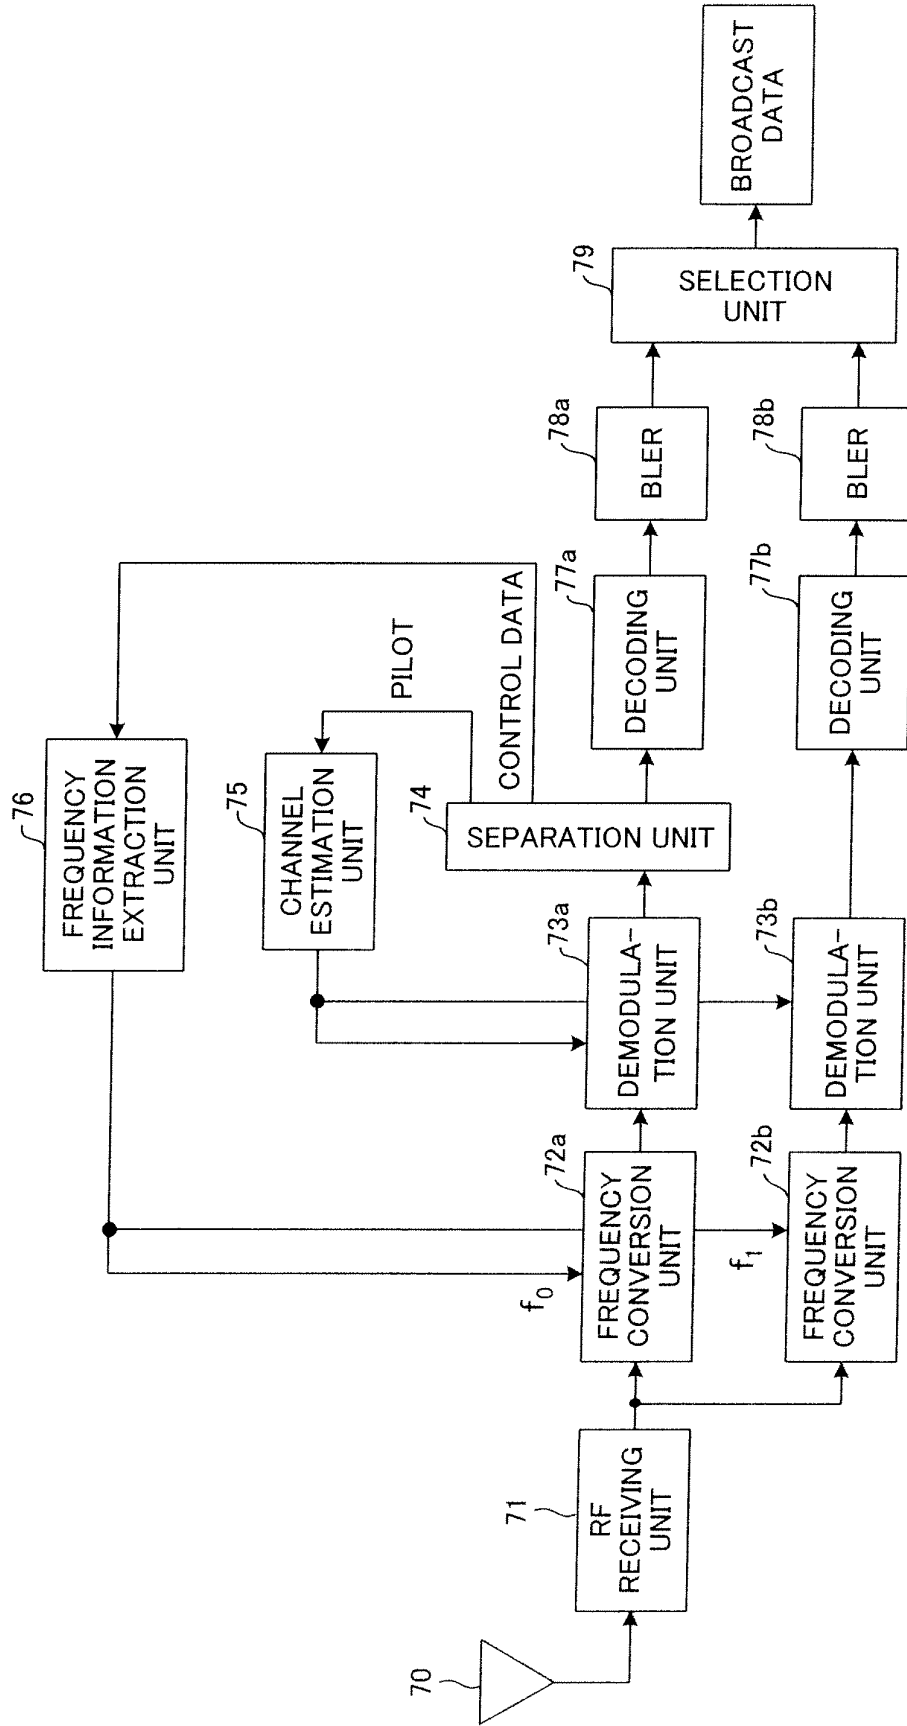 70
71
RF
RECEIVING
UNIT
f0
f1
72a
FREQUENCY
CONVERSION
UNIT
72b
FREQUENCY
CONVERSION
UNIT
73a
DEMODULA-
TION UNIT
73b
DEMODULA-
TION UNIT
74
SEPARATION UNIT
75
CHANNEL
ESTIMATION
UNIT
76
FREQUENCY
INFORMATION
EXTRACTION
UNIT
PILOT
CONTROL DATA
77a
DECODING
UNIT
77b
DECODING
UNIT
78a
BLER
78b
BLER
79
SELECTION
UNIT
BROADCAST
DATA